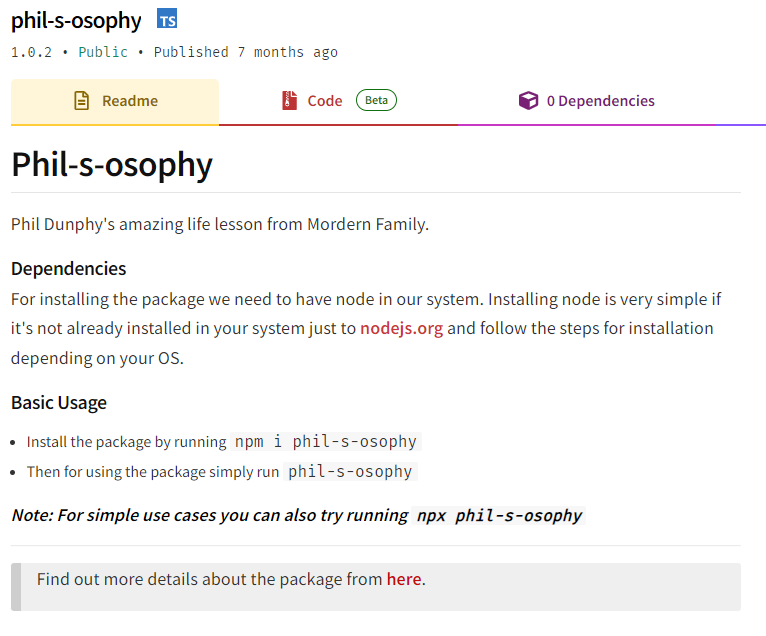 phil-s-osophy TS
1.0.2 • Public • Published 7 months ago
Readme Code Beta 0 Dependencies
Phil-s-osophy
Phil Dunphy's amazing life lesson from Mordern Family.
Dependencies
For installing the package we need to have node in our system. Installing node is very simple if
it's not already installed in your system just to nodejs.org and follow the steps for installation
depending on your OS.
Basic Usage
• Install the package by running npm i phil-s-osophy
• Then for using the package simply run phil-s-osophy
Note: For simple use cases you can also try running npx phil-s-osophy
Find out more details about the package from here.